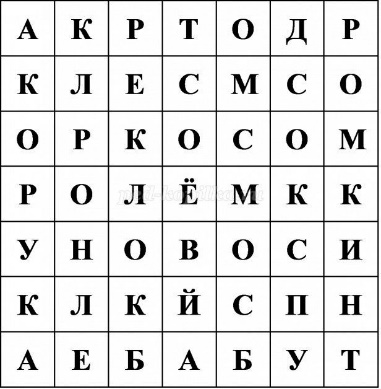 А К Р Т О Д Р
К Л Е С М С О
О Р К О С О М
Р О Л Ё М К К
У Н О В О С И
К Л К Й С П Н
А Е Б А Б У Т